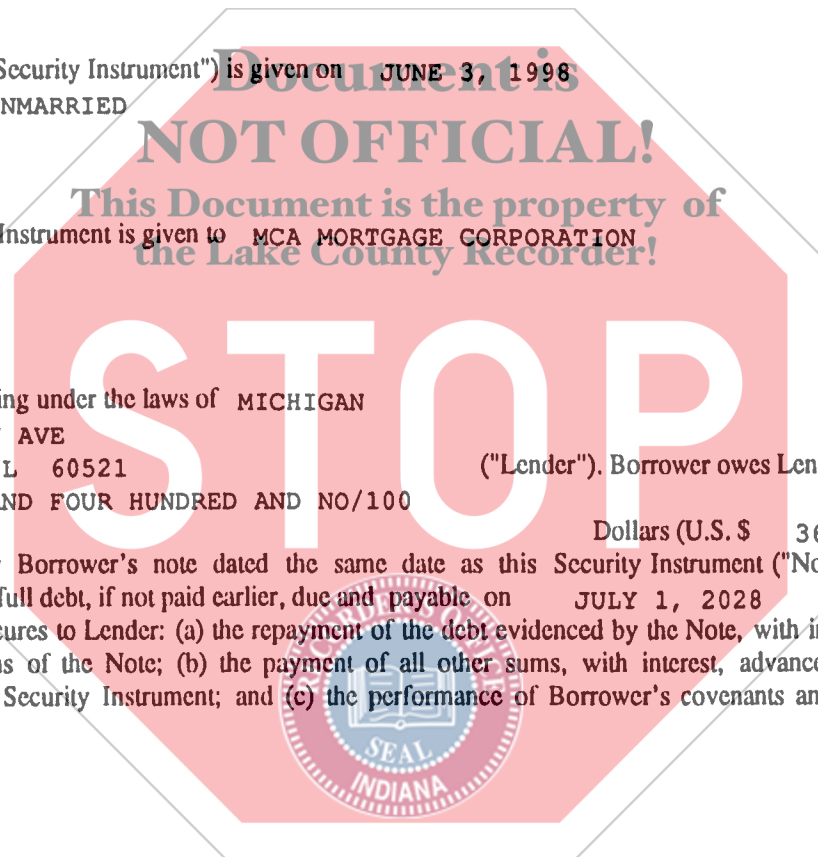 Document is
Security Instrument") is given on JUNE 3, 1998
NMARRIED
NOT OFFICIAL!
This Document is the property of
Instrument is given to MCA MORTGAGE CORPORATION
the Lake County Recorder!
STOP
ing under the laws of MICHIGAN
AVE
L 60521 ("Lender"). Borrower owes Len
ND FOUR HUNDRED AND NO/100
Dollars (U.S. $ 36
Borrower's note dated the same date as this Security Instrument ("No
full debt, if not paid earlier, due and payable on JULY 1, 2028
cures to Lender: (a) the repayment of the debt evidenced by the Note, with i
s of the Note; (b) the payment of all other sums, with interest, advance
Security Instrument; and (c) the performance of Borrower's covenants an
RECORDER'S OFFICE
SEAL
INDIANA